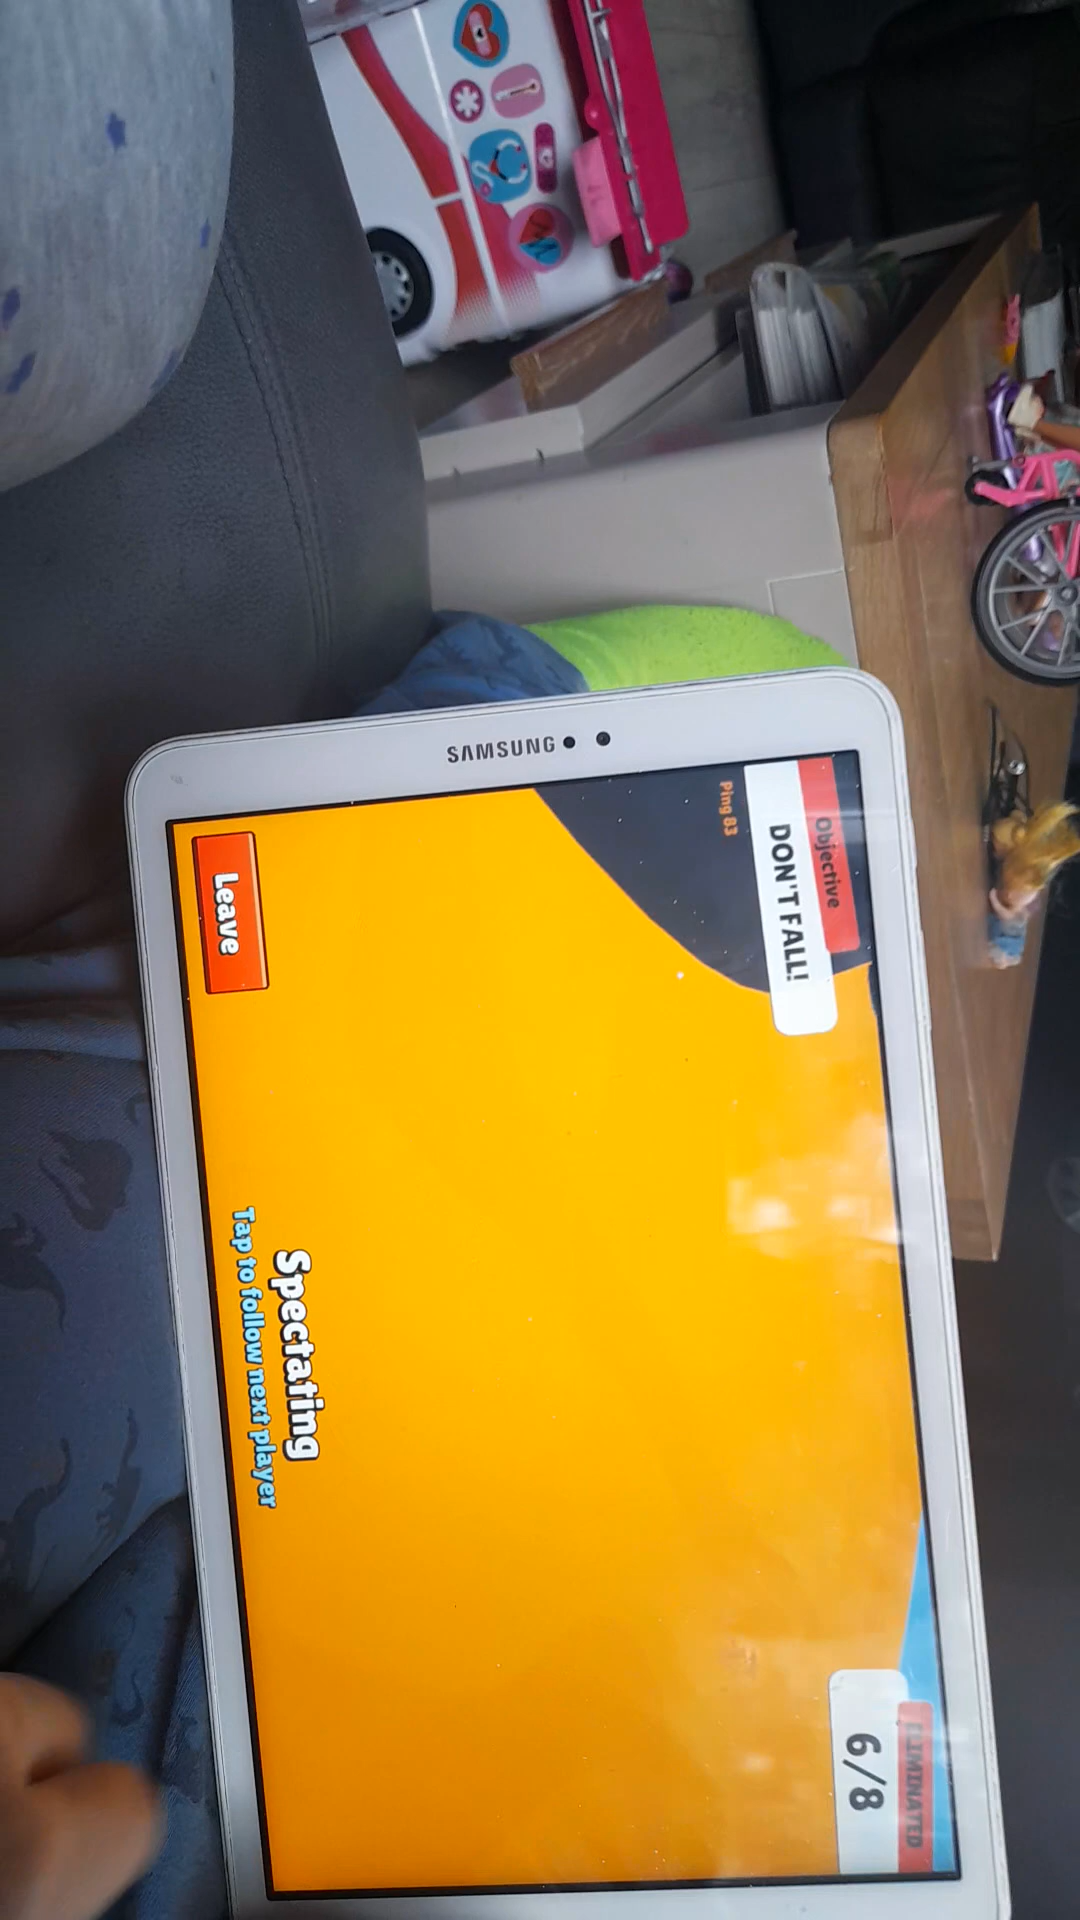 SAMSUNG
Objective
DON'T FALL!
Ping 83
ELIMINATED
6/8
Spectating
Tap to follow next player
Leave